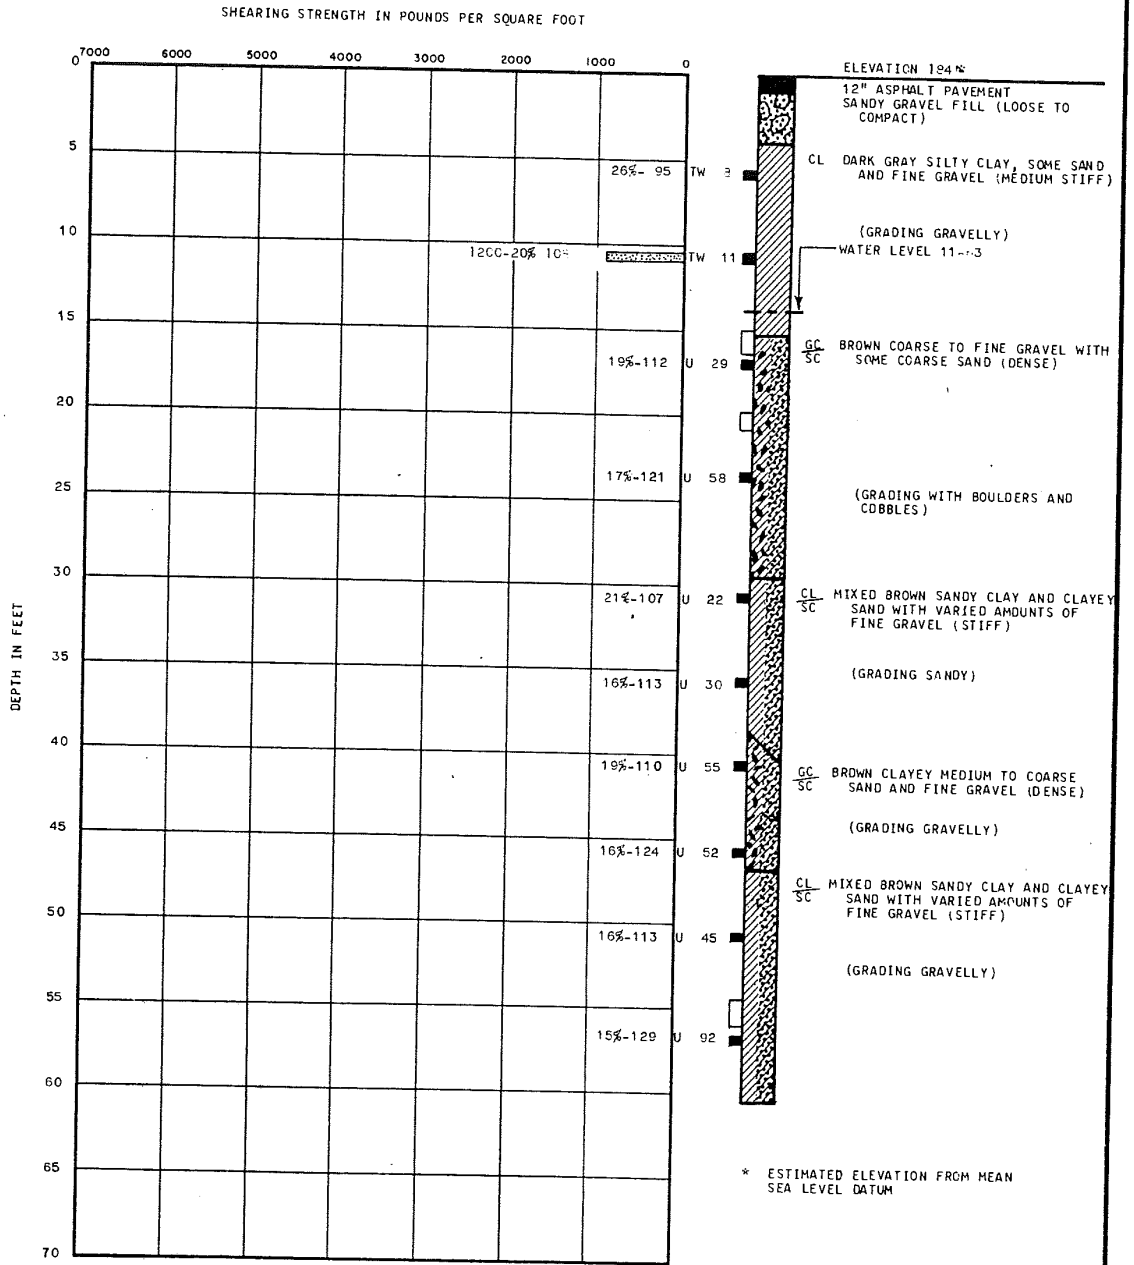 SHEARING STRENGTH IN POUNDS PER SQUARE FOOT
7000 6000 5000 4000 3000 2000 1000 0
0
5
10
15
20
25
30
35
40
45
50
55
60
65
70
DEPTH IN FEET
26%- 95 TW
1200-20% TW 11
19%-112 U 29
17%-121 U 58
21%-107 U 22
16%-113 U 30
19%-110 U 55
16%-124 U 52
16%-113 U 45
15%-129 U 92
ELEVATION 194*
12" ASPHALT PAVEMENT
SANDY GRAVEL FILL (LOOSE TO
COMPACT)
CL DARK GRAY SILTY CLAY, SOME SAND
AND FINE GRAVEL (MEDIUM STIFF)
(GRADING GRAVELLY)
WATER LEVEL
GC
SC
BROWN COARSE TO FINE GRAVEL WITH
SOME COARSE SAND (DENSE)
(GRADING WITH BOULDERS AND
COBBLES)
CL
SC
MIXED BROWN SANDY CLAY AND CLAYEY
SAND WITH VARIED AMOUNTS OF
FINE GRAVEL (STIFF)
(GRADING SANDY)
GC
SC
BROWN CLAYEY MEDIUM TO COARSE
SAND AND FINE GRAVEL (DENSE)
(GRADING GRAVELLY)
CL
SC
MIXED BROWN SANDY CLAY AND CLAYEY
SAND WITH VARIED AMOUNTS OF
FINE GRAVEL (STIFF)
(GRADING GRAVELLY)
* ESTIMATED ELEVATION FROM MEAN
SEA LEVEL DATUM